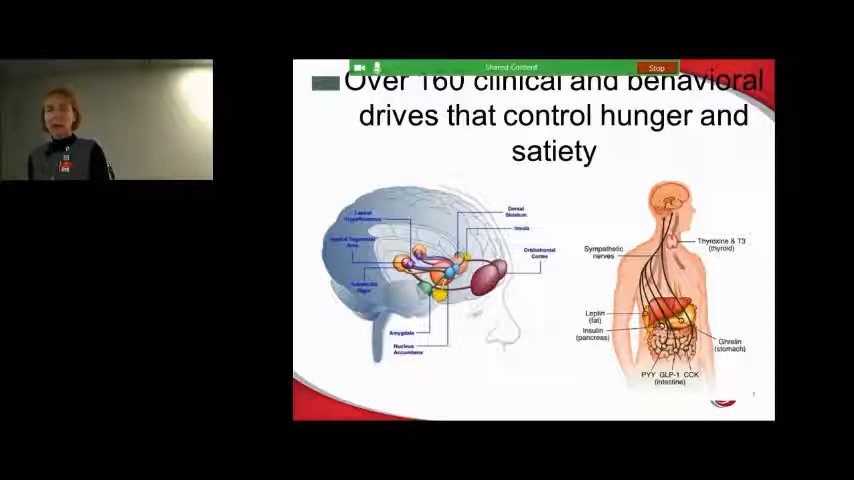 Shared Content
Stop
Over 160 clinical and behavioral
drives that control hunger and
satiety
Lateral
Hypothalamus
Ventral Tegmental
Area
Substantia
Nigra
Amygdala
Nucleus
Accumbens
Dorsal
Striatum
Insula
Orbitofrontal
Cortex
Sympathetic
nerves
Thyroxine & T3
(thyroid)
Leptin
(fat)
Insulin
(pancreas)
Ghrelin
(stomach)
PYY GLP-1 CCK
(intestine)